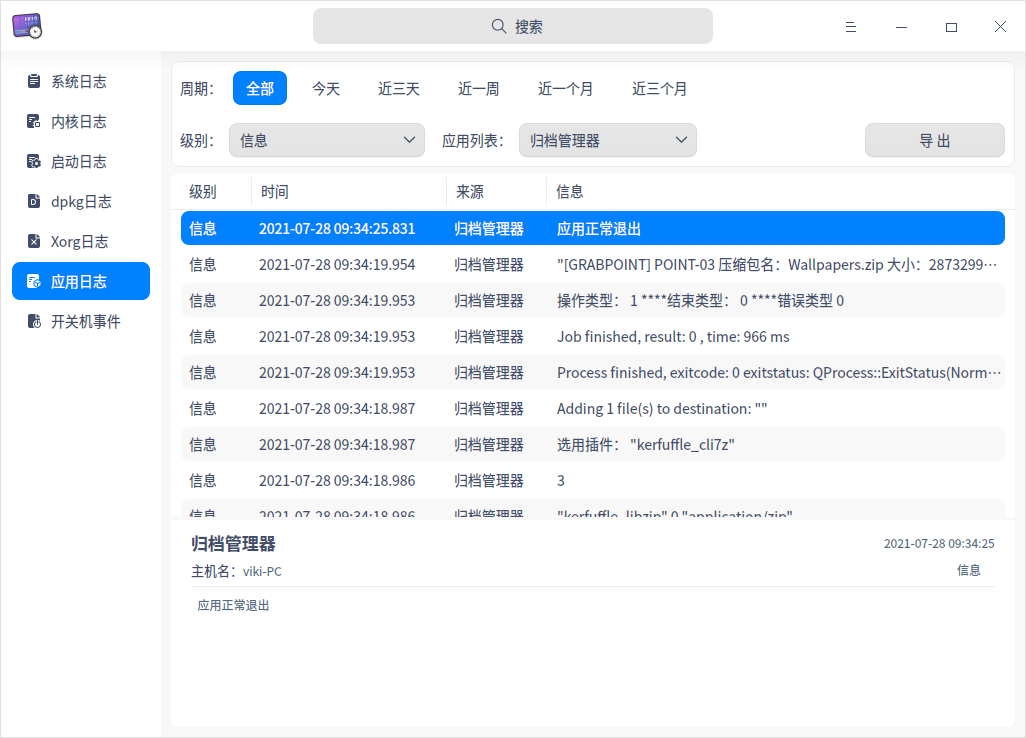 搜索
系统日志
内核日志
启动日志
dpkg日志
Xorg日志
应用日志
开关机事件
周期： 全部 今天 近三天 近一周 近一个月 近三个月
级别： 信息 应用列表： 归档管理器 导 出
级别 时间 来源 信息
信息 2021-07-28 09:34:25.831 归档管理器 应用正常退出
信息 2021-07-28 09:34:19.954 归档管理器 "[GRABPOINT] POINT-03 压缩包名：Wallpapers.zip 大小：2873299…
信息 2021-07-28 09:34:19.953 归档管理器 操作类型： 1 ****结束类型： 0 ****错误类型 0
信息 2021-07-28 09:34:19.953 归档管理器 Job finished, result: 0 , time: 966 ms
信息 2021-07-28 09:34:19.953 归档管理器 Process finished, exitcode: 0 exitstatus: QProcess::ExitStatus(Norm…
信息 2021-07-28 09:34:18.987 归档管理器 Adding 1 file(s) to destination: ""
信息 2021-07-28 09:34:18.987 归档管理器 选用插件： "kerfuffle_cli7z"
信息 2021-07-28 09:34:18.986 归档管理器 3
信息 2021-07-28 09:34:18.986 归档管理器 "kerfuffle_libzip" 0 "application/zip"
归档管理器 2021-07-28 09:34:25
主机名：viki-PC 信息
应用正常退出